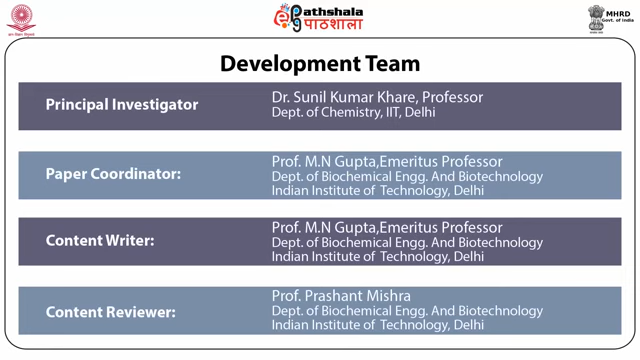 ePathshala
पाठशाला
MHRD
Govt. of India
Development Team
Principal Investigator
Dr. Sunil Kumar Khare, Professor
Dept. of Chemistry, IIT, Delhi
Paper Coordinator:
Prof. M.N Gupta,Emeritus Professor
Dept. of Biochemical Engg. And Biotechnology
Indian Institute of Technology, Delhi
Content Writer:
Prof. M.N Gupta,Emeritus Professor
Dept. of Biochemical Engg. And Biotechnology
Indian Institute of Technology, Delhi
Content Reviewer:
Prof. Prashant Mishra
Dept. of Biochemical Engg. And Biotechnology
Indian Institute of Technology, Delhi